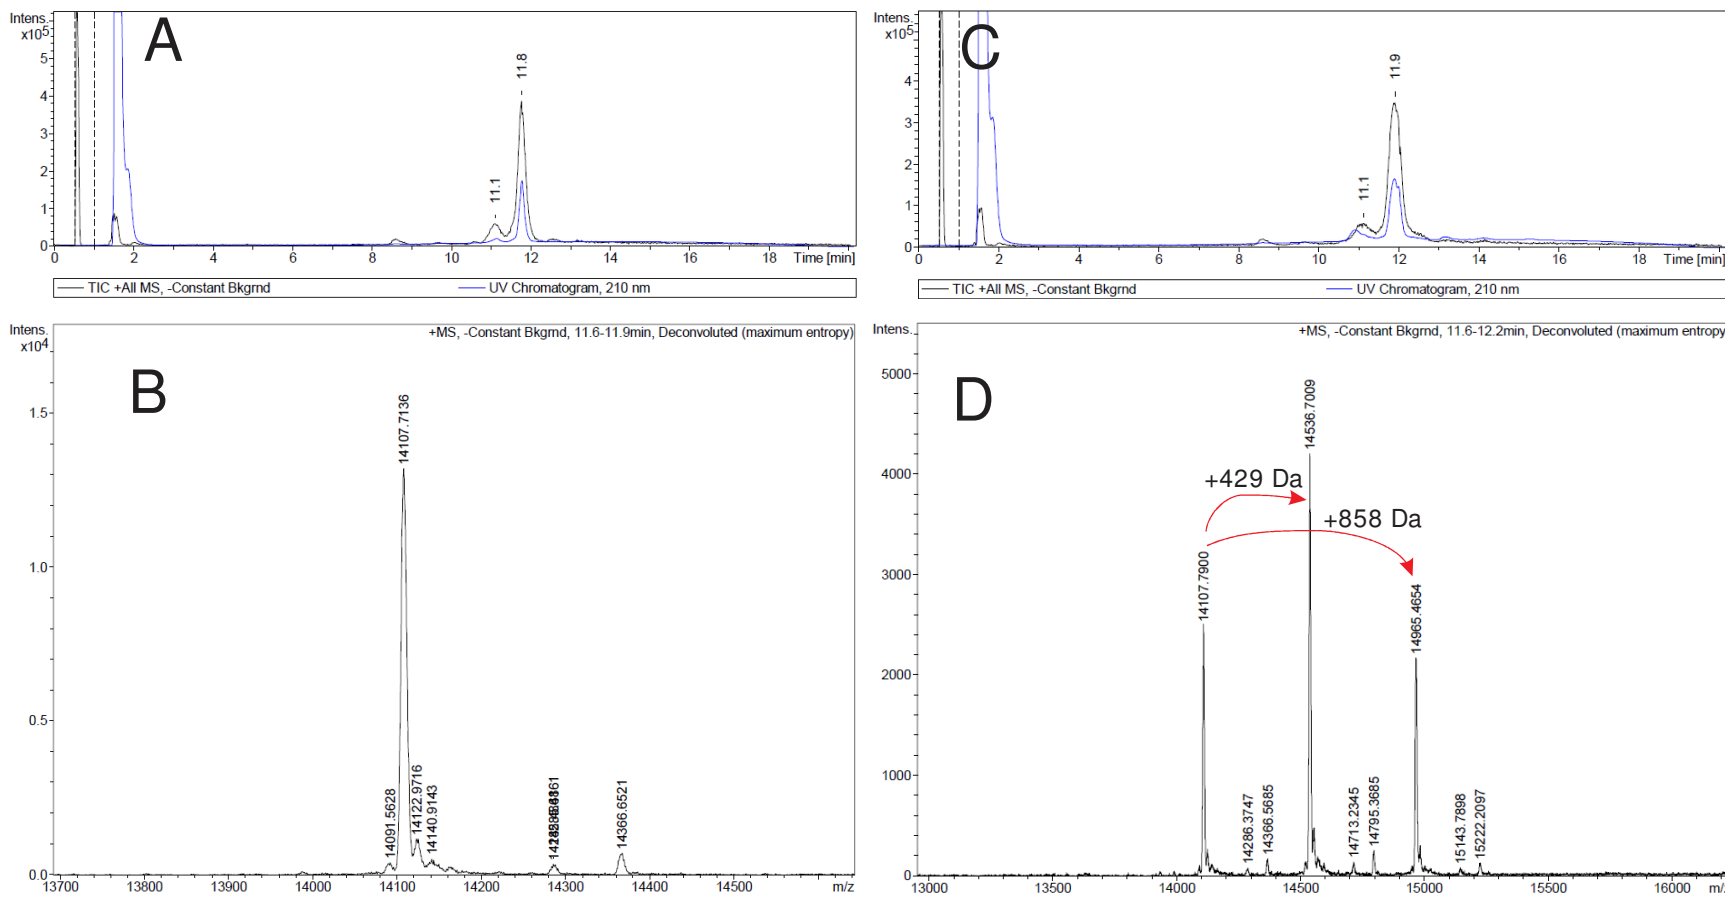 A
Intens.
x10⁵
5
4
3
2
1
0
11.1
11.8
0 2 4 6 8 10 12 14 16 18 Time [min]
TIC +All MS, -Constant Bkgrnd UV Chromatogram, 210 nm
C
Intens.
x10⁵
4
3
2
1
0
11.1
11.9
0 2 4 6 8 10 12 14 16 18 Time [min]
TIC +All MS, -Constant Bkgrnd UV Chromatogram, 210 nm
B
Intens.
x10⁴
+MS, -Constant Bkgrnd, 11.6-11.9min, Deconvoluted (maximum entropy)
1.5
1.0
0.5
0.0
14091.5628
14107.7136
14122.9716
14140.9143
14366.6521
13700 13800 13900 14000 14100 14200 14300 14400 14500 m/z
D
Intens.
+MS, -Constant Bkgrnd, 11.6-12.2min, Deconvoluted (maximum entropy
5000
4000
3000
2000
1000
0
+429 Da
+858 Da
14107.7900
14286.3747
14366.5685
14536.7009
14713.2345
14795.3685
14965.4654
15143.7898
15222.2097
13000 13500 14000 14500 15000 15500 16000 m/